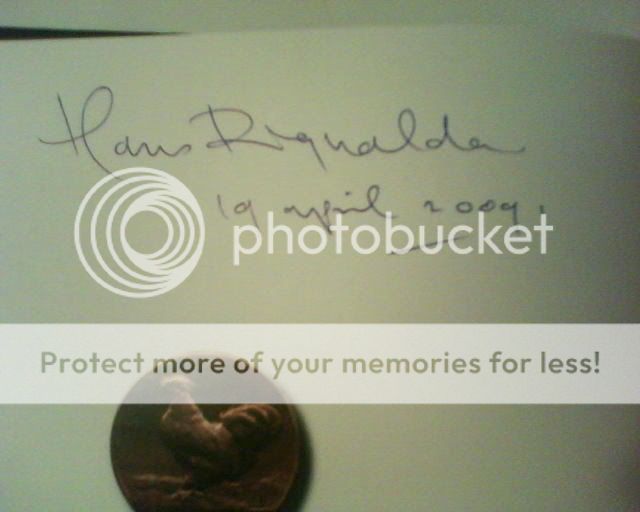 Hans Rignalda
19 april 2009.
photobucket
Protect more of your memories for less!